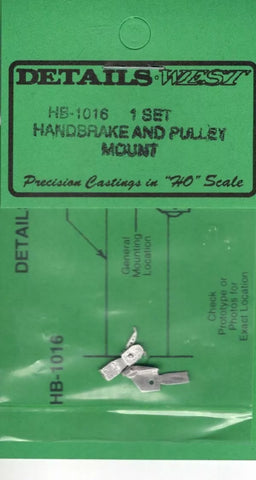 DETAILS WEST
HB-1016 1 SET
HANDBRAKE AND PULLEY
MOUNT
Precision Castings in "HO" Scale
DETAILS
HB-1016
General
Mounting
Location
Check
Prototype or
Photos for
Exact Location